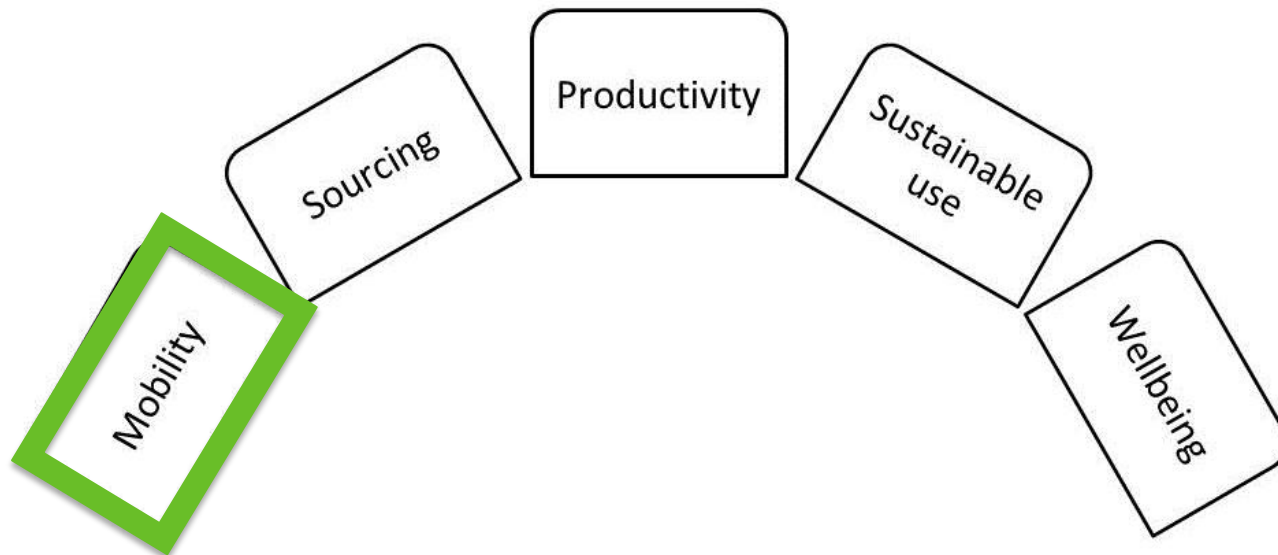 Mobility
Sourcing
Productivity
Sustainable
use
Wellbeing